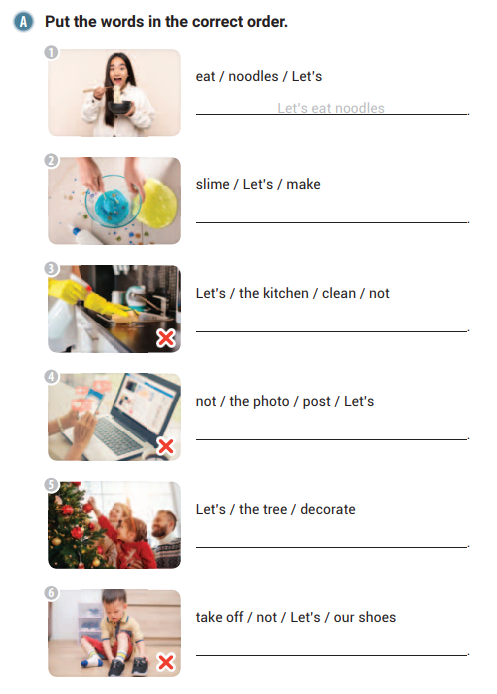 A Put the words in the correct order.
1
eat / noodles / Let's
Let's eat noodles.
2
slime / Let's / make
.
3
Let's / the kitchen / clean / not
.
4
not / the photo / post / Let's
.
5
Let's / the tree / decorate
.
6
take off / not / Let's / our shoes
.